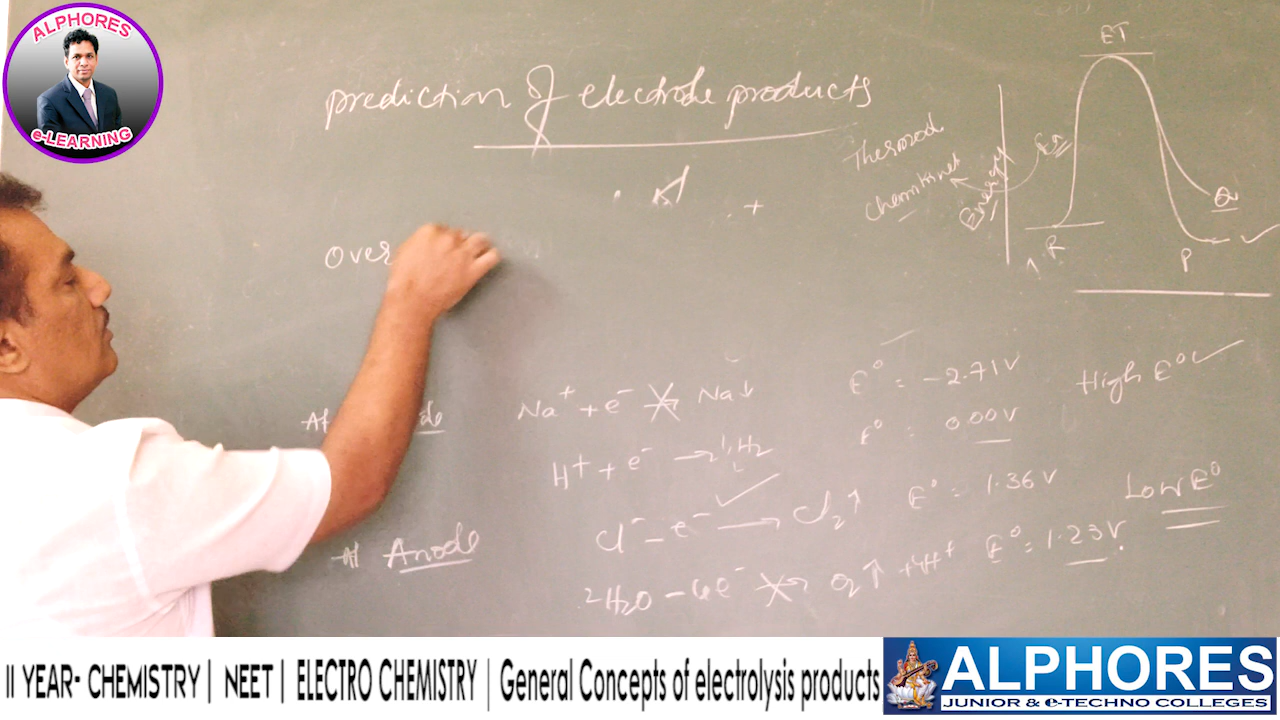 ALPHORES
e-LEARNING
prediction of electrode products
ET
Thermod
Energy
R
Q
P
Over
Na⁺ + e⁻ → Na↓ E° = -2.71V High E° ✓
H⁺ + e⁻ → ½H₂ E° = 0.00V
At Anode
Cl⁻ - e⁻ → Cl₂↑ E° = 1.36V Low E°
2H₂O - 4e⁻ → O₂↑ + 4H⁺ E° = 1.23V.
II YEAR- CHEMISTRY | NEET | ELECTRO CHEMISTRY | General Concepts of electrolysis products
ALPHORES
JUNIOR & e-TECHNO COLLEGES